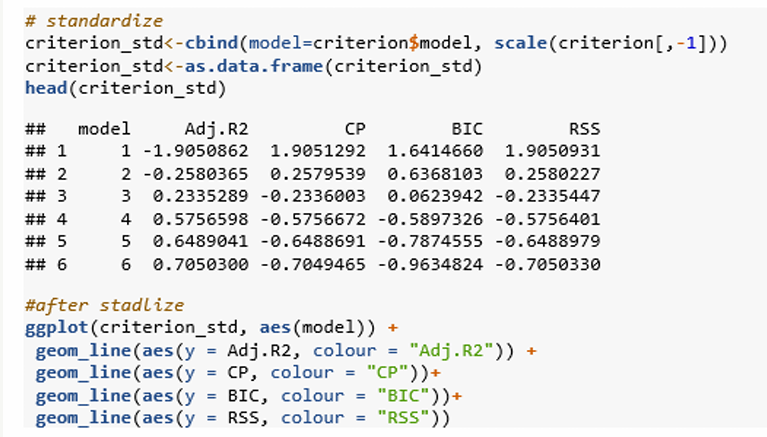 # standardize
criterion_std<-cbind(model=criterion$model, scale(criterion[,-1]))
criterion_std<-as.data.frame(criterion_std)
head(criterion_std)
##   model     Adj.R2         CP        BIC        RSS
## 1     1 -1.9050862  1.9051292  1.6414660  1.9050931
## 2     2 -0.2580365  0.2579539  0.6368103  0.2580227
## 3     3  0.2335289 -0.2336003  0.0623942 -0.2335447
## 4     4  0.5756598 -0.5756672 -0.5897326 -0.5756401
## 5     5  0.6489041 -0.6488691 -0.7874555 -0.6488979
## 6     6  0.7050300 -0.7049465 -0.9634824 -0.7050330
#after stadlize
ggplot(criterion_std, aes(model)) +
 geom_line(aes(y = Adj.R2, colour = "Adj.R2")) +
 geom_line(aes(y = CP, colour = "CP"))+
 geom_line(aes(y = BIC, colour = "BIC"))+
 geom_line(aes(y = RSS, colour = "RSS"))